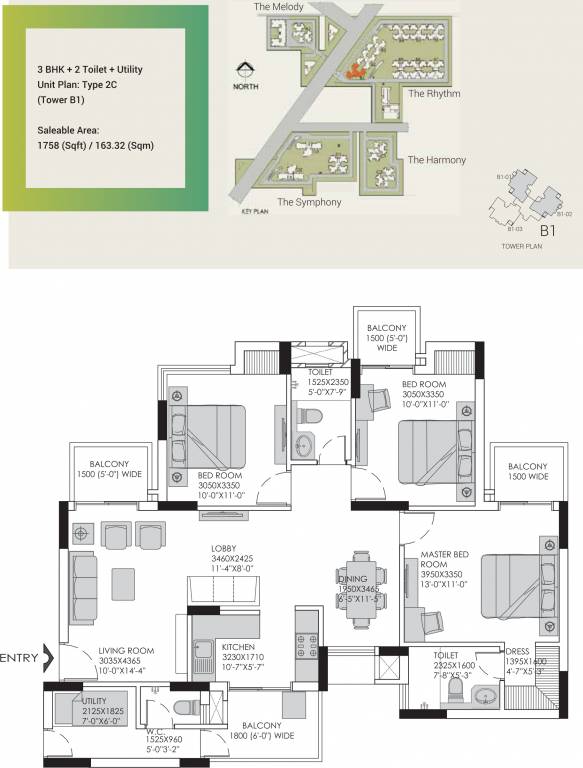 3 BHK + 2 Toilet + Utility
Unit Plan: Type 2C
(Tower B1)
Saleable Area:
1758 (Sqft) / 163.32 (Sqm)
The Melody
NORTH
The Rhythm
The Harmony
The Symphony
KEY PLAN
B1-01
B1-02
B1-03
B1
TOWER PLAN
BALCONY
1500 (5'-0")
WIDE
TOILET
1525X2350
5'-0"X7'-9"
BED ROOM
3050X3350
10'-0"X11'-0"
BED ROOM
3050X3350
10'-0"X11'-0"
BALCONY
1500 (5'-0") WIDE
BALCONY
1500 WIDE
LOBBY
3460X2425
11'-4"X8'-0"
DINING
1950X3465
6'-5"X11'-5"
MASTER BED
ROOM
3950X3350
13'-0"X11'-0"
LIVING ROOM
3035X4365
10'-0"X14'-4"
KITCHEN
3230X1710
10'-7"X5'-7"
ENTRY
TOILET
2325X1600
7'-8"X5'-3"
DRESS
1395X1600
4'-7"X5'-3"
UTILITY
2125X1825
7'-0"X6'-0"
W.C.
1525X960
5'-0'3'-2"
BALCONY
1800 (6'-0") WIDE